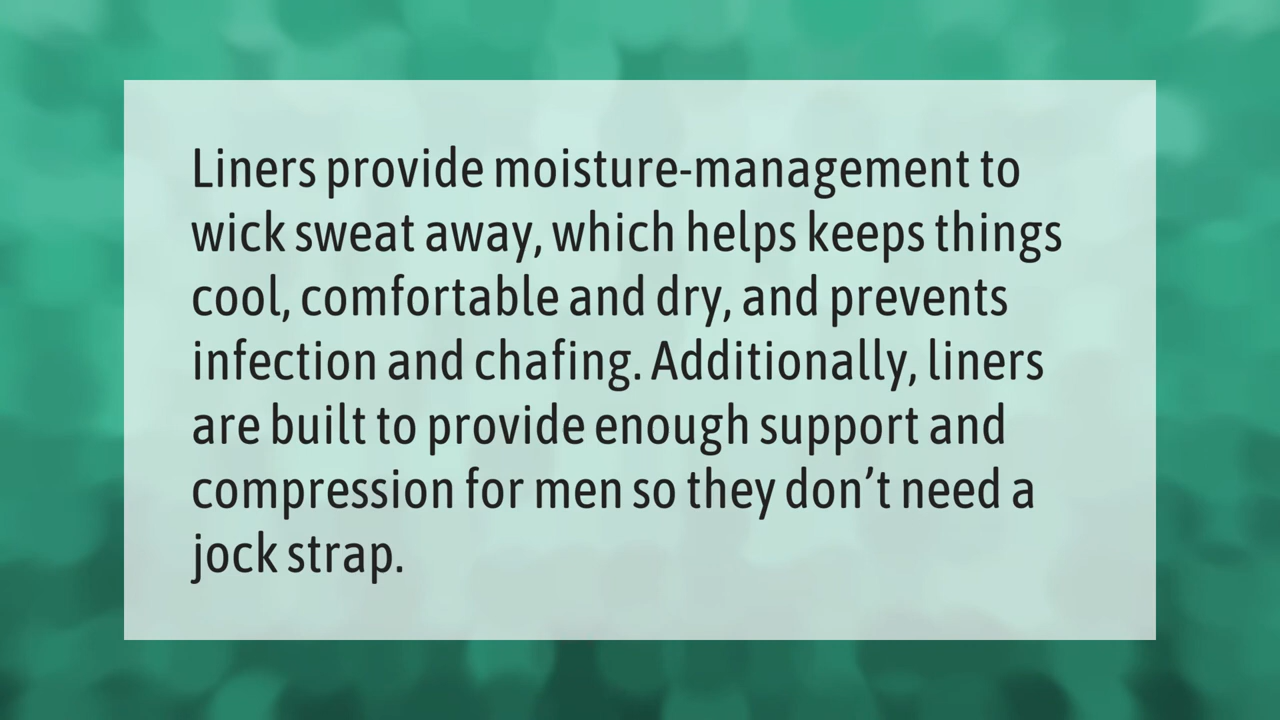 Liners provide moisture-management to
wick sweat away, which helps keeps things
cool, comfortable and dry, and prevents
infection and chafing. Additionally, liners
are built to provide enough support and
compression for men so they don’t need a
jock strap.